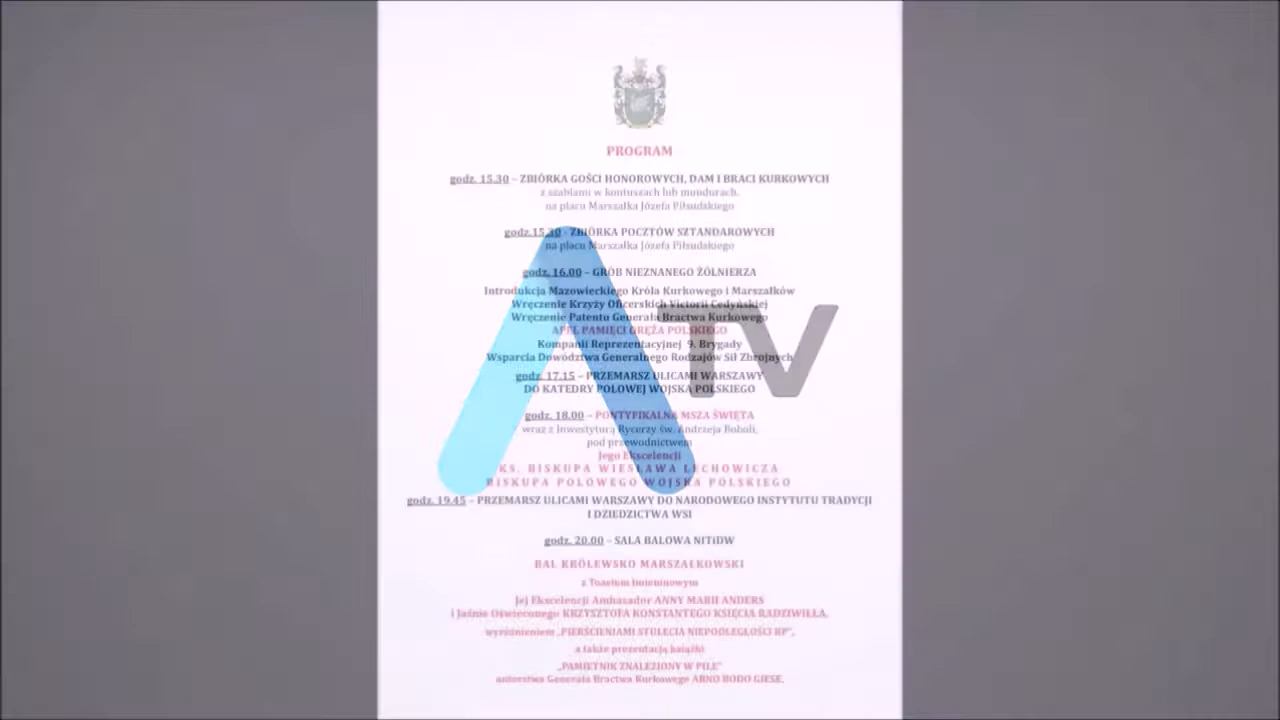 PROGRAM
godz. 15.30 – ZBIÓRKA GOŚCI HONOROWYCH, DAM I BRACI KURKOWYCH
z szablami w kontuszach lub mundurach,
na placu Marszałka Józefa Piłsudskiego
godz.15.30 - ZBIÓRKA POCZTÓW SZTANDAROWYCH
na placu Marszałka Józefa Piłsudskiego
godz. 16.00 – GRÓB NIEZNANEGO ŻÓŁNIERZA
Introdukcja Mazowieckiego Króla Kurkowego i Marszałków
Wręczenie Krzyży Oficerskich Victorii Cedyńskiej
Wręczenie Patentu Generała Bractwa Kurkowego
APEL PAMIĘCI ORĘŻA POLSKIEGO
Kompanii Reprezentacyjnej 9. Brygady
Wsparcia Dowództwa Generalnego Rodzajów Sił Zbrojnych
ATV
godz. 17.15 – PRZEMARSZ ULICAMI WARSZAWY
DO KATEDRY POLOWEJ WOJSKA POLSKIEGO
godz. 18.00 – PONTYFIKALNA MSZA ŚWIĘTA
wraz z Inwestyturą Rycerzy św. Andrzeja Boboli,
pod przewodnictwem
Jego Ekscelencji
KS. BISKUPA WIESŁAWA LECHOWICZA
BISKUPA POLOWEGO WOJSKA POLSKIEGO
godz. 19.45 – PRZEMARSZ ULICAMI WARSZAWY DO NARODOWEGO INSTYTUTU TRADYCJI
I DZIEDZICTWA WSI
godz. 20.00 – SALA BALOWA NITiDW
BAL KRÓLEWSKO MARSZAŁKOWSKI
z Toastem Imieninowym
Jej Ekscelencji Ambasador ANNY MARII ANDERS
i Jaśnie Oświeconego KRZYSZTOFA KONSTANTEGO KSIĘCIA RADZIWIŁŁA,
wyróżnieniem „PIERŚCIENIAMI STULECIA NIEPODLEGŁOŚCI RP",
a także prezentacją książki
„PAMIĘTNIK ZNALEZIONY W PILE"
autorstwa Generała Bractwa Kurkowego ARNO BODO GIESE.